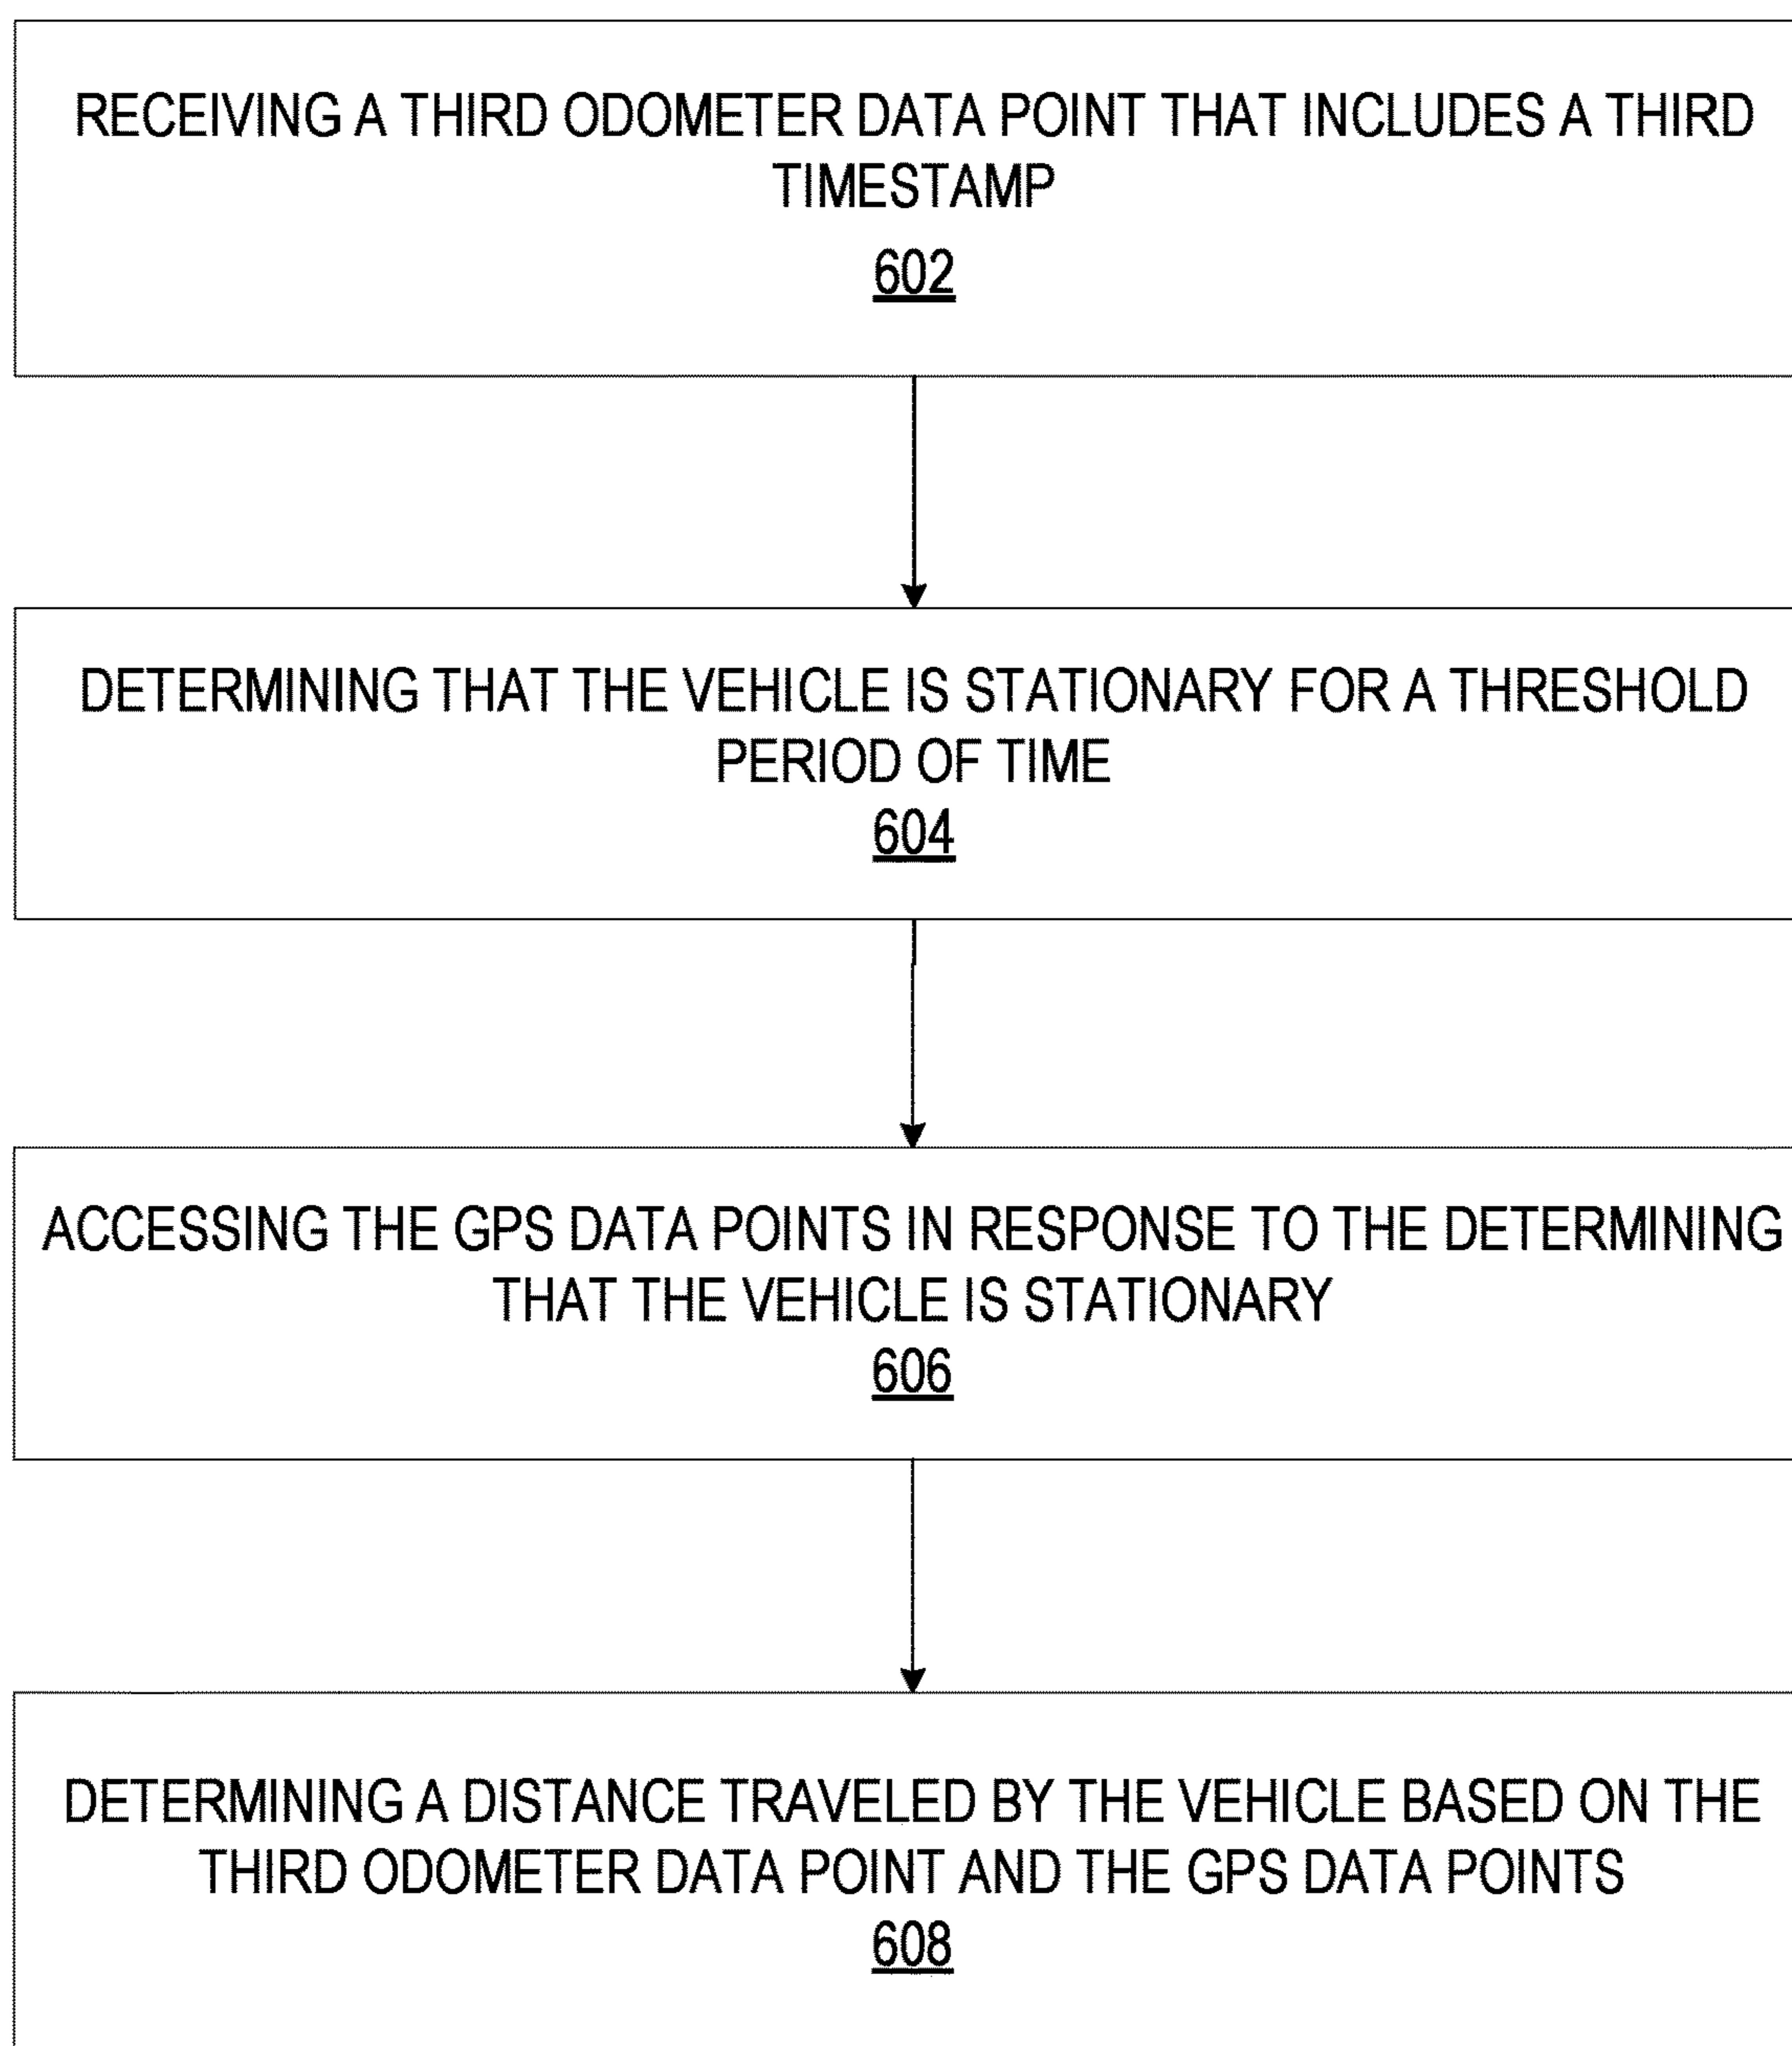 RECEIVING A THIRD ODOMETER DATA POINT THAT INCLUDES A THIRD
TIMESTAMP
602
DETERMINING THAT THE VEHICLE IS STATIONARY FOR A THRESHOLD
PERIOD OF TIME
604
ACCESSING THE GPS DATA POINTS IN RESPONSE TO THE DETERMINING
THAT THE VEHICLE IS STATIONARY
606
DETERMINING A DISTANCE TRAVELED BY THE VEHICLE BASED ON THE
THIRD ODOMETER DATA POINT AND THE GPS DATA POINTS
608